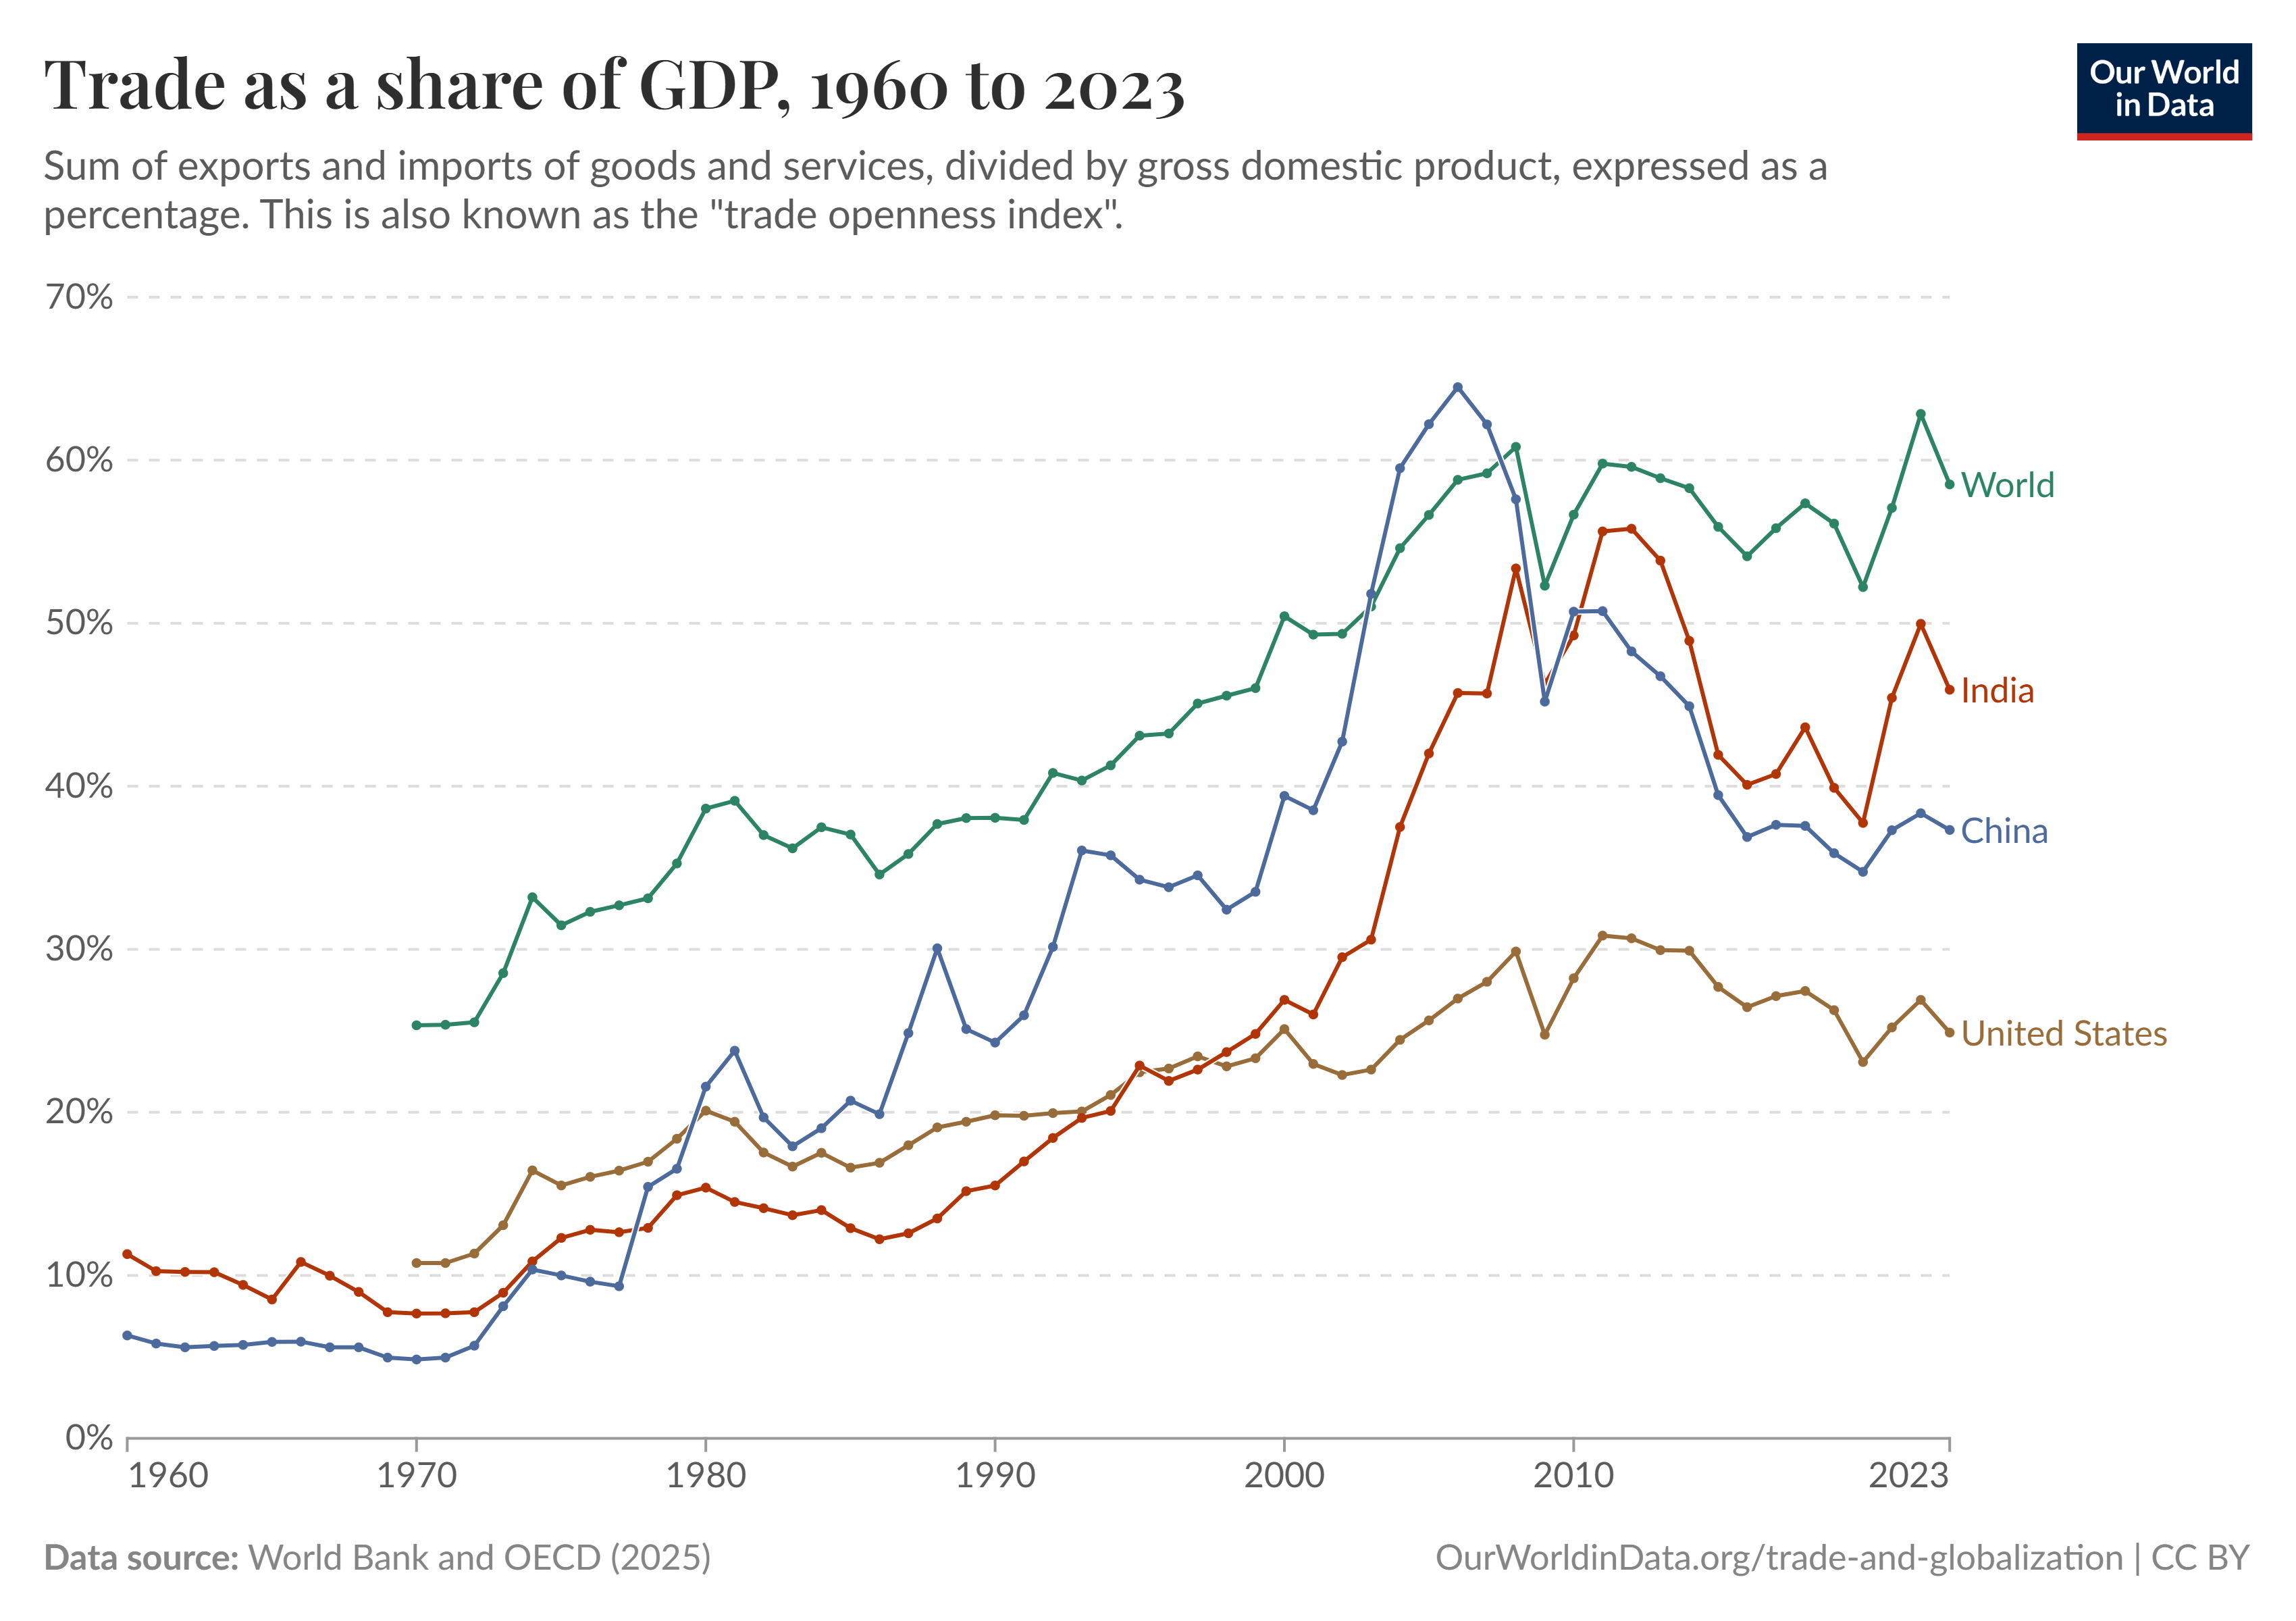 Trade as a share of GDP, 1960 to 2023
Our World
in Data
Sum of exports and imports of goods and services, divided by gross domestic product, expressed as a
percentage. This is also known as the "trade openness index".
70%
60%
50%
40%
30%
20%
10%
0%
World
India
China
United States
1960
1970
1980
1990
2000
2010
2023
Data source: World Bank and OECD (2025)
OurWorldinData.org/trade-and-globalization | CC BY